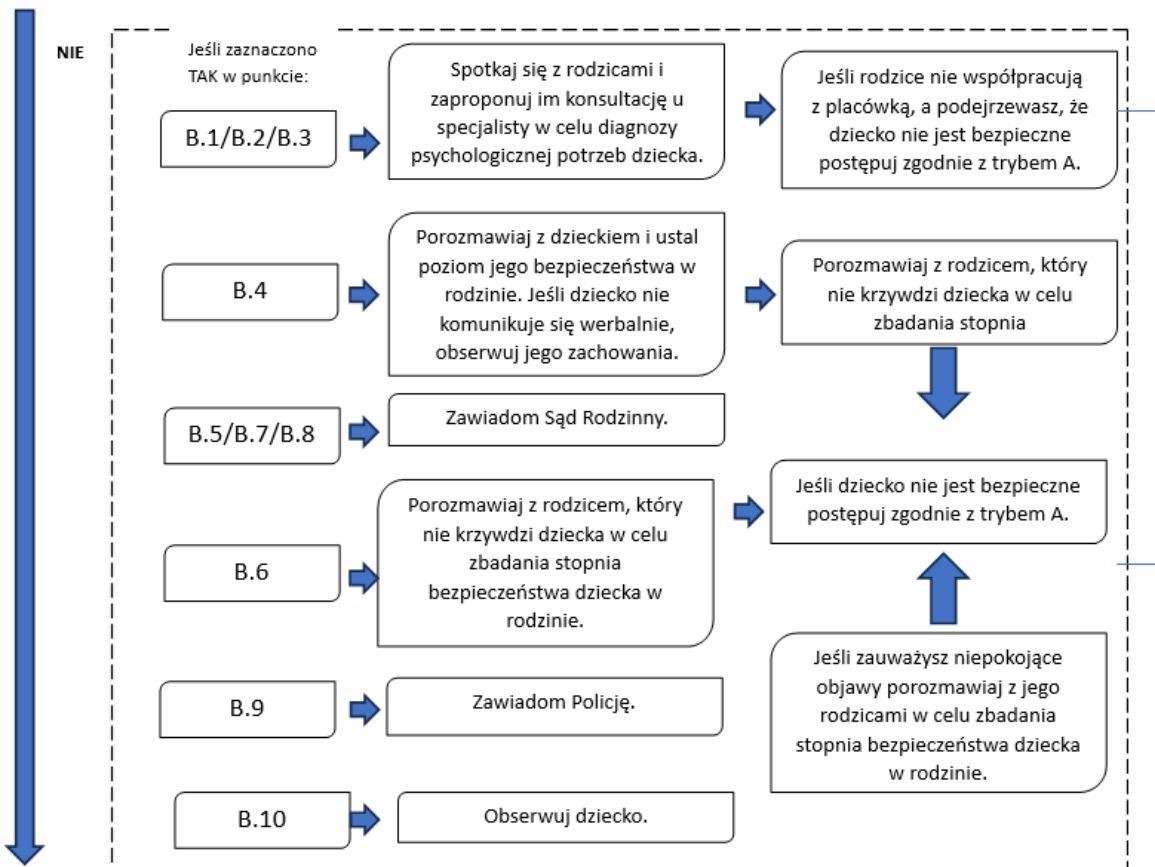 NIE
Jeśli zaznaczono
TAK w punkcie:
B.1/B.2/B.3
Spotkaj się z rodzicami i
zaproponuj im konsultację u
specjalisty w celu diagnozy
psychologicznej potrzeb dziecka.
Jeśli rodzice nie współpracują
z placówką, a podejrzewasz, że
dziecko nie jest bezpieczne
postępuj zgodnie z trybem A.
B.4
Porozmawiaj z dzieckiem i ustal
poziom jego bezpieczeństwa w
rodzinie. Jeśli dziecko nie
komunikuje się werbalnie,
obserwuj jego zachowania.
Porozmawiaj z rodzicem, który
nie krzywdzi dziecka w celu
zbadania stopnia
B.5/B.7/B.8
Zawiadom Sąd Rodzinny.
B.6
Porozmawiaj z rodzicem, który
nie krzywdzi dziecka w celu
zbadania stopnia
bezpieczeństwa dziecka w
rodzinie.
Jeśli dziecko nie jest bezpieczne
postępuj zgodnie z trybem A.
B.9
Zawiadom Policję.
Jeśli zauważysz niepokojące
objawy porozmawiaj z jego
rodzicami w celu zbadania
stopnia bezpieczeństwa dziecka
w rodzinie.
B.10
Obserwuj dziecko.